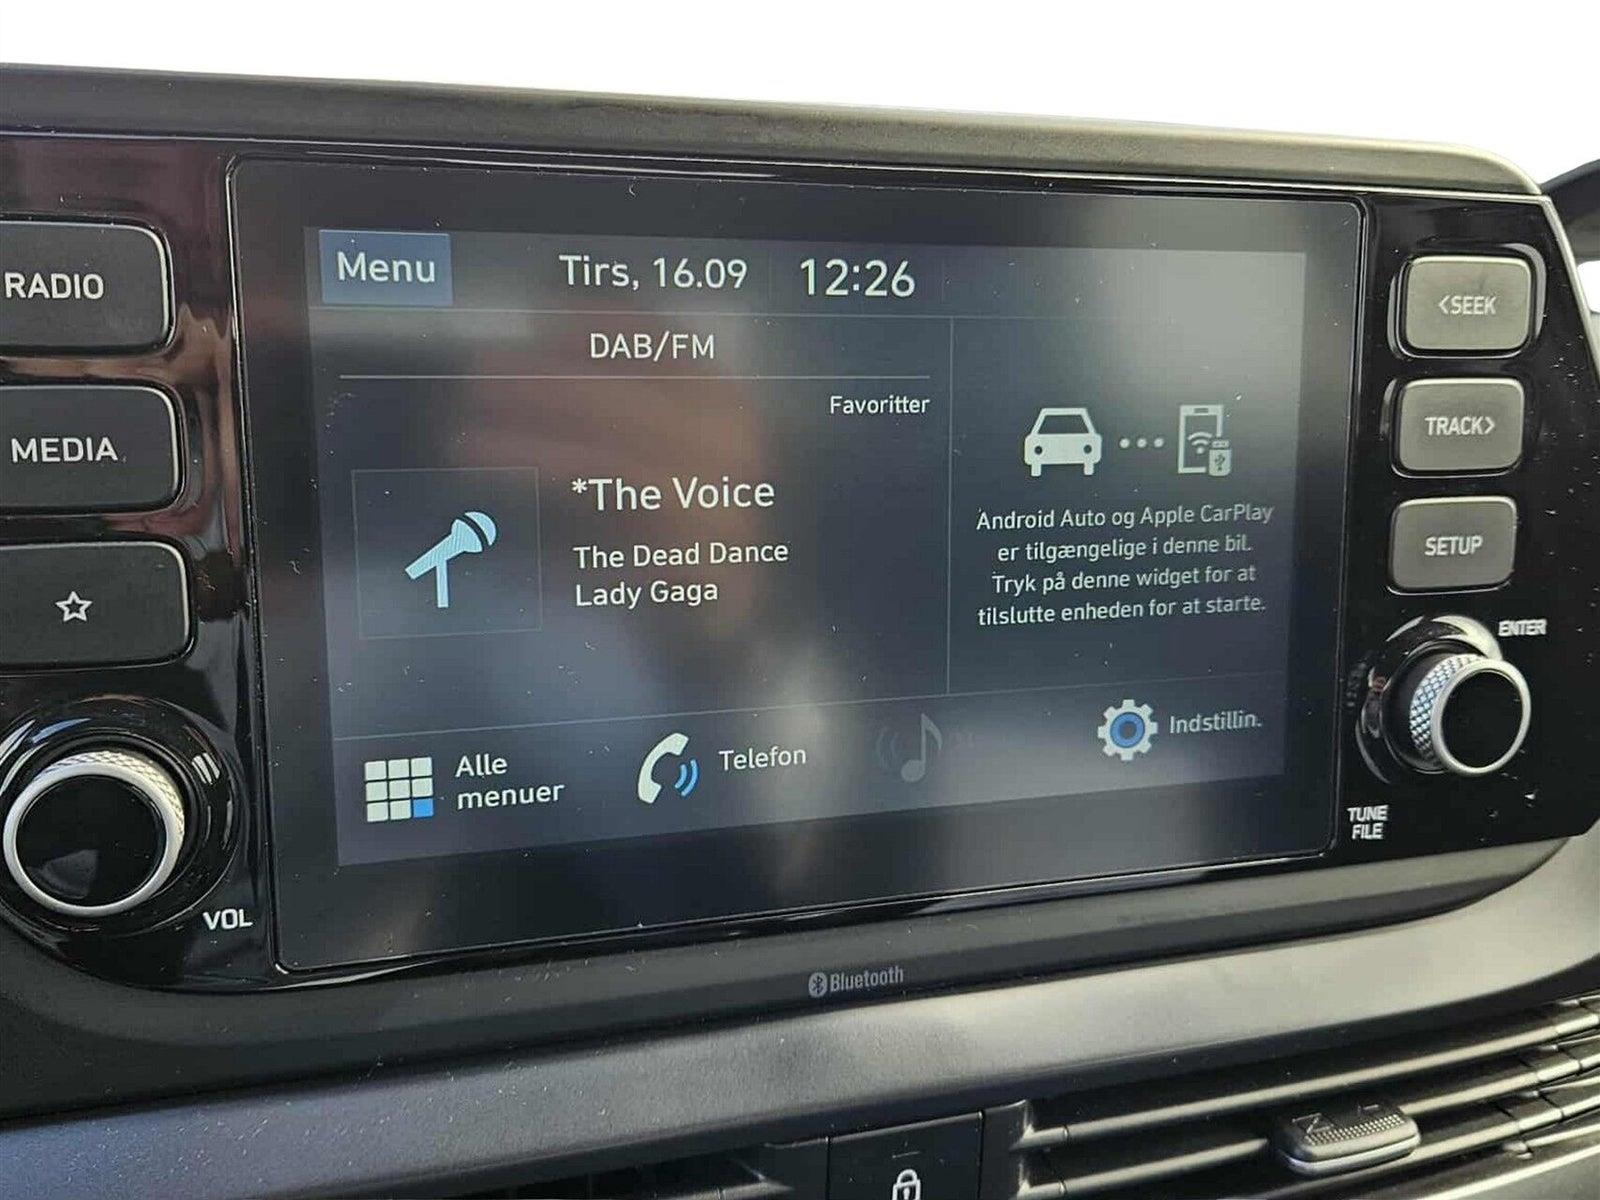 RADIO
MEDIA
VOL
Menu
Tirs, 16.09
12:26
DAB/FM
Favoritter
*The Voice
The Dead Dance
Lady Gaga
Android Auto og Apple CarPlay
er tilgængelige i denne bil.
Tryk på denne widget for at
tilslutte enheden for at starte.
Alle
menuer
Telefon
Indstillin.
<SEEK
TRACK>
SETUP
ENTER
TUNE
FILE
Bluetooth